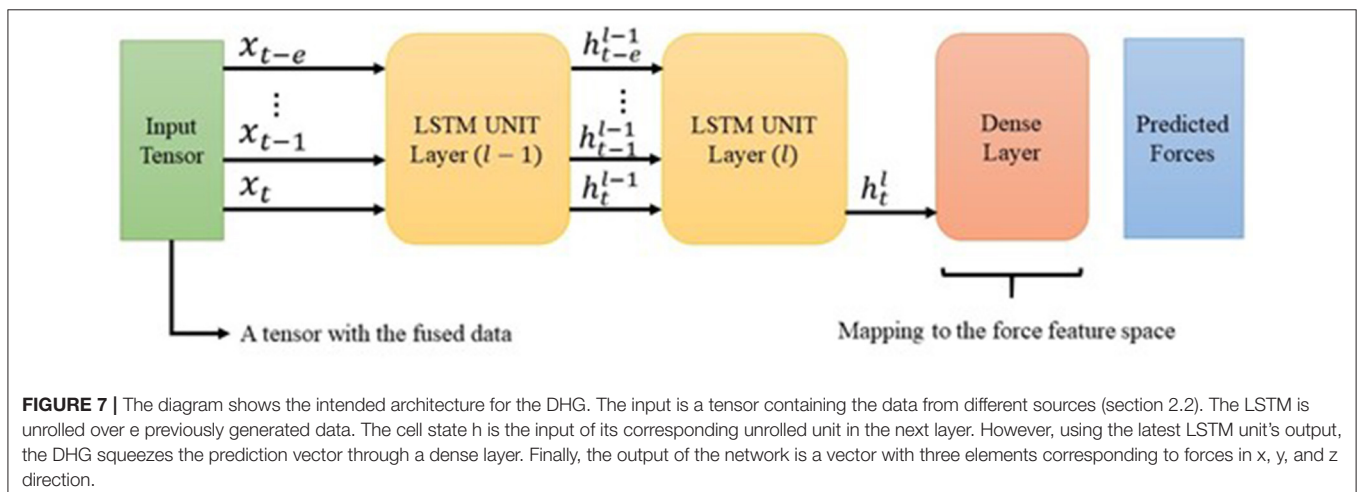 x_{t-e}
⋮
x_{t-1}
x_t
Input
Tensor
LSTM UNIT
Layer (l − 1)
h_{t-e}^{l-1}
⋮
h_{t-1}^{l-1}
h_t^{l-1}
LSTM UNIT
Layer (l)
h_t^l
Dense
Layer
Predicted
Forces
A tensor with the fused data
Mapping to the force feature space
FIGURE 7 | The diagram shows the intended architecture for the DHG. The input is a tensor containing the data from different sources (section 2.2). The LSTM is
unrolled over e previously generated data. The cell state h is the input of its corresponding unrolled unit in the next layer. However, using the latest LSTM unit's output,
the DHG squeezes the prediction vector through a dense layer. Finally, the output of the network is a vector with three elements corresponding to forces in x, y, and z
direction.